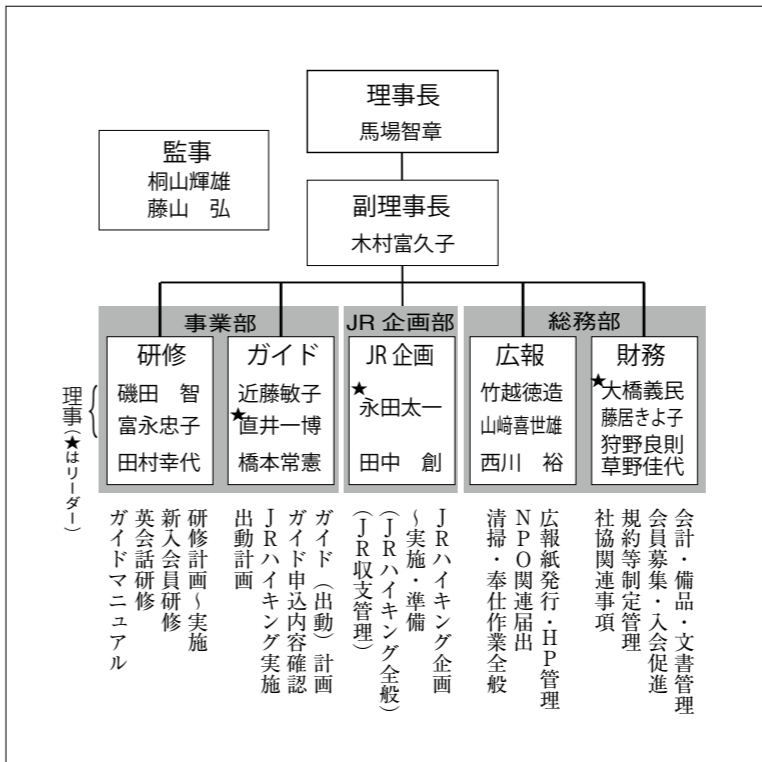 理事長
馬場智章
監事
桐山輝雄
藤山　弘
副理事長
木村富久子
事業部
JR 企画部
総務部
研修
磯田　智
富永忠子
田村幸代
ガイド
近藤敏子
★直井一博
橋本常憲
JR 企画
★永田太一
田中　創
広報
竹越徳造
山﨑喜世雄
西川　裕
財務
★大橋義民
藤居きよ子
狩野良則
草野佳代
理事（★はリーダー）
研修計画～実施
新入会員研修
英会話研修
ガイドマニュアル
ガイド（出動）計画
ガイド申込内容確認
ＪＲハイキング実施
出動計画
ＪＲハイキング企画
～実施・準備
（ＪＲハイキング全般）
（ＪＲ収支管理）
広報紙発行・ＨＰ管理
ＮＰＯ関連届出
清掃・奉仕作業全般
会計・備品・文書管理
会員募集・入会促進
規約等制定管理
社協関連事項